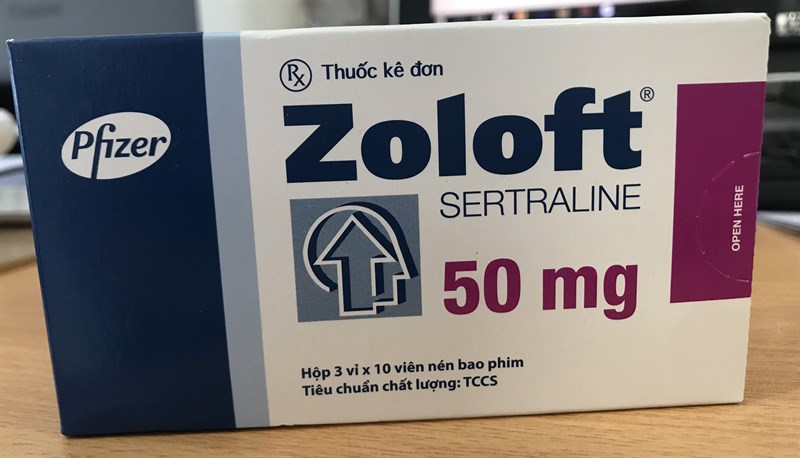 Pfizer
Rx Thuốc kê đơn
Zoloft®
SERTRALINE
50 mg
Hộp 3 vỉ x 10 viên nén bao phim
Tiêu chuẩn chất lượng: TCCS
OPEN HERE